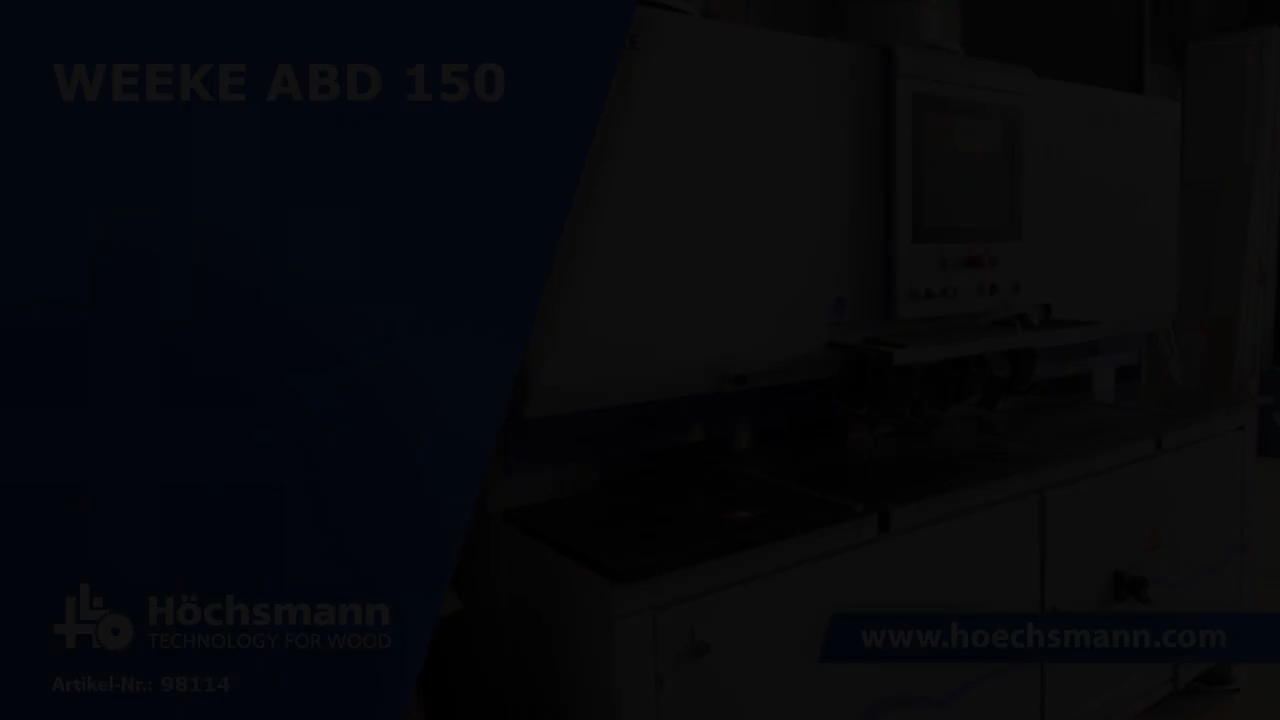 WEEKE ABD 150
Höchsmann
TECHNOLOGY FOR WOOD
Artikel-Nr.: 98114
www.hoechsmann.com